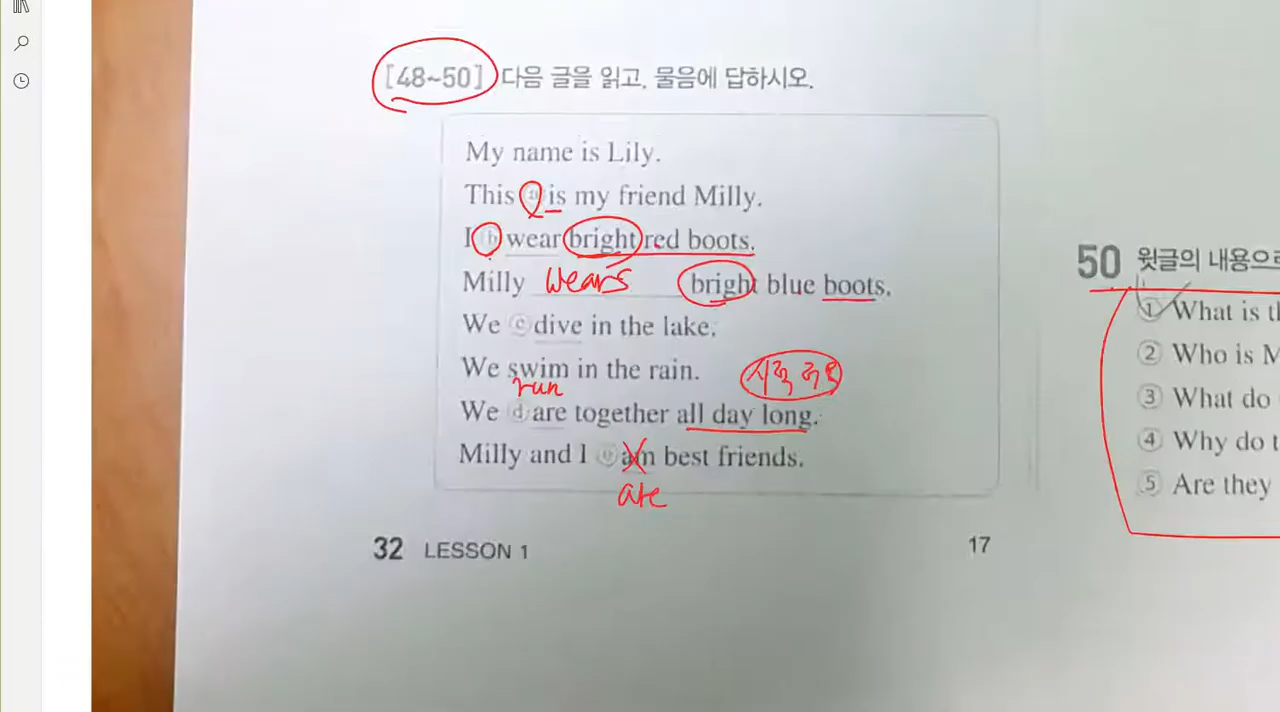 [48~50] 다음 글을 읽고, 물음에 답하시오.
My name is Lily.
This ⓐ is my friend Milly.
I ⓑ wear bright red boots.
Milly wears bright blue boots.
We ⓒ dive in the lake.
We swim in the rain.
run
We ⓓ are together all day long.
Milly and I ⓔ am best friends.
are
32 LESSON 1
17
50 윗글의 내용으로
① What is th
② Who is M
③ What do
④ Why do t
⑤ Are they